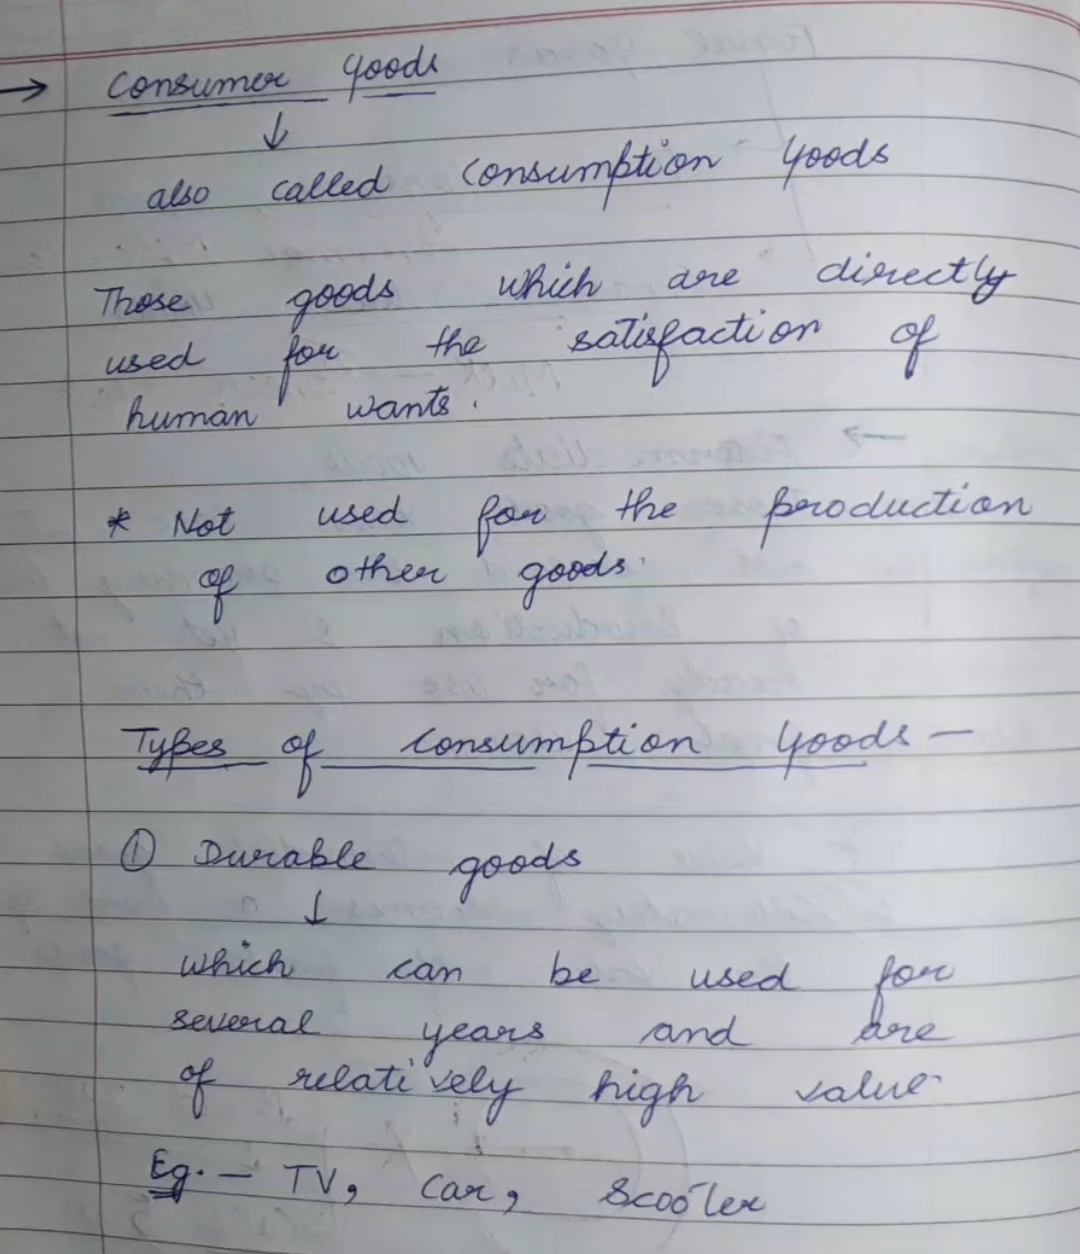 → Consumer Goods
↓
also called Consumption Goods
Those goods which are directly
used for the satisfaction of
human wants.
* Not used for the production
of other goods.
Types of Consumption Goods –
① Durable goods
↓
which can be used for
several years and are
of relatively high value
Eg. – TV, Car, Scooter